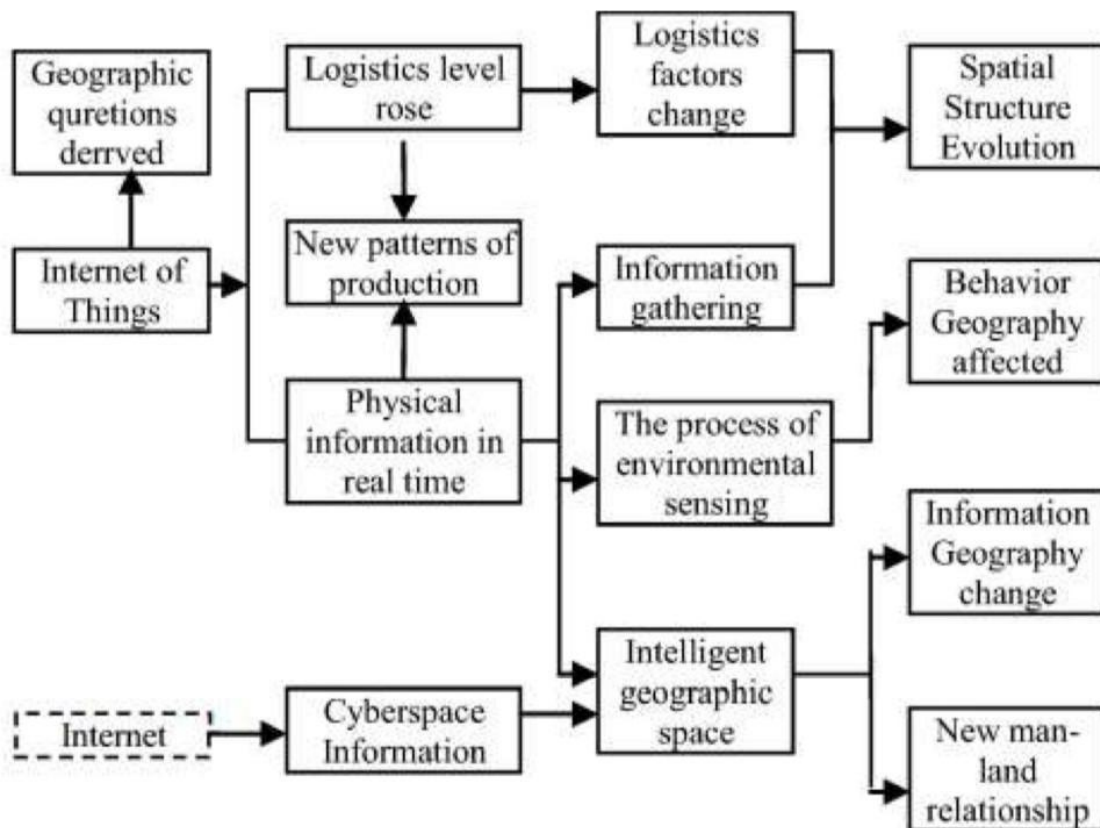 Geographic
quretions
derrved
Internet of
Things
Logistics level
rose
New patterns of
production
Physical
information in
real time
Logistics
factors
change
Information
gathering
The process of
environmental
sensing
Spatial
Structure
Evolution
Behavior
Geography
affected
Information
Geography
change
Internet
Cyberspace
Information
Intelligent
geographic
space
New man-
land
relationship